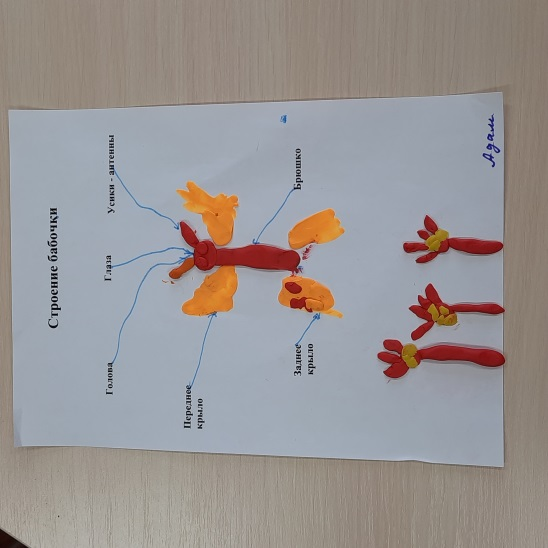 Строение бабочки
Голова
Глаза
Усики - антенны
Переднее
крыло
Заднее
крыло
Брюшко
Адам